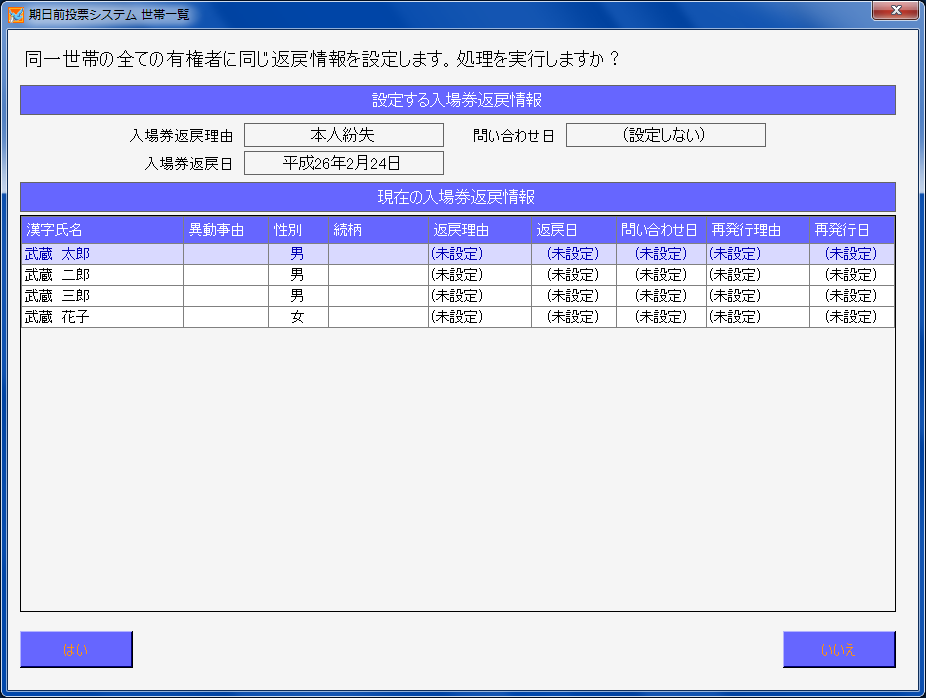 期日前投票システム 世帯一覧
同一世帯の全ての有権者に同じ返戻情報を設定します。処理を実行しますか？
設定する入場券返戻情報
入場券返戻理由 本人紛失 問い合わせ日 (設定しない)
入場券返戻日 平成26年2月24日
現在の入場券返戻情報
漢字氏名 異動事由 性別 続柄 返戻理由 返戻日 問い合わせ日 再発行理由 再発行日
武蔵 太郎 男 (未設定) (未設定) (未設定) (未設定) (未設定)
武蔵 二郎 男 (未設定) (未設定) (未設定) (未設定) (未設定)
武蔵 三郎 男 (未設定) (未設定) (未設定) (未設定) (未設定)
武蔵 花子 女 (未設定) (未設定) (未設定) (未設定) (未設定)
はい いいえ